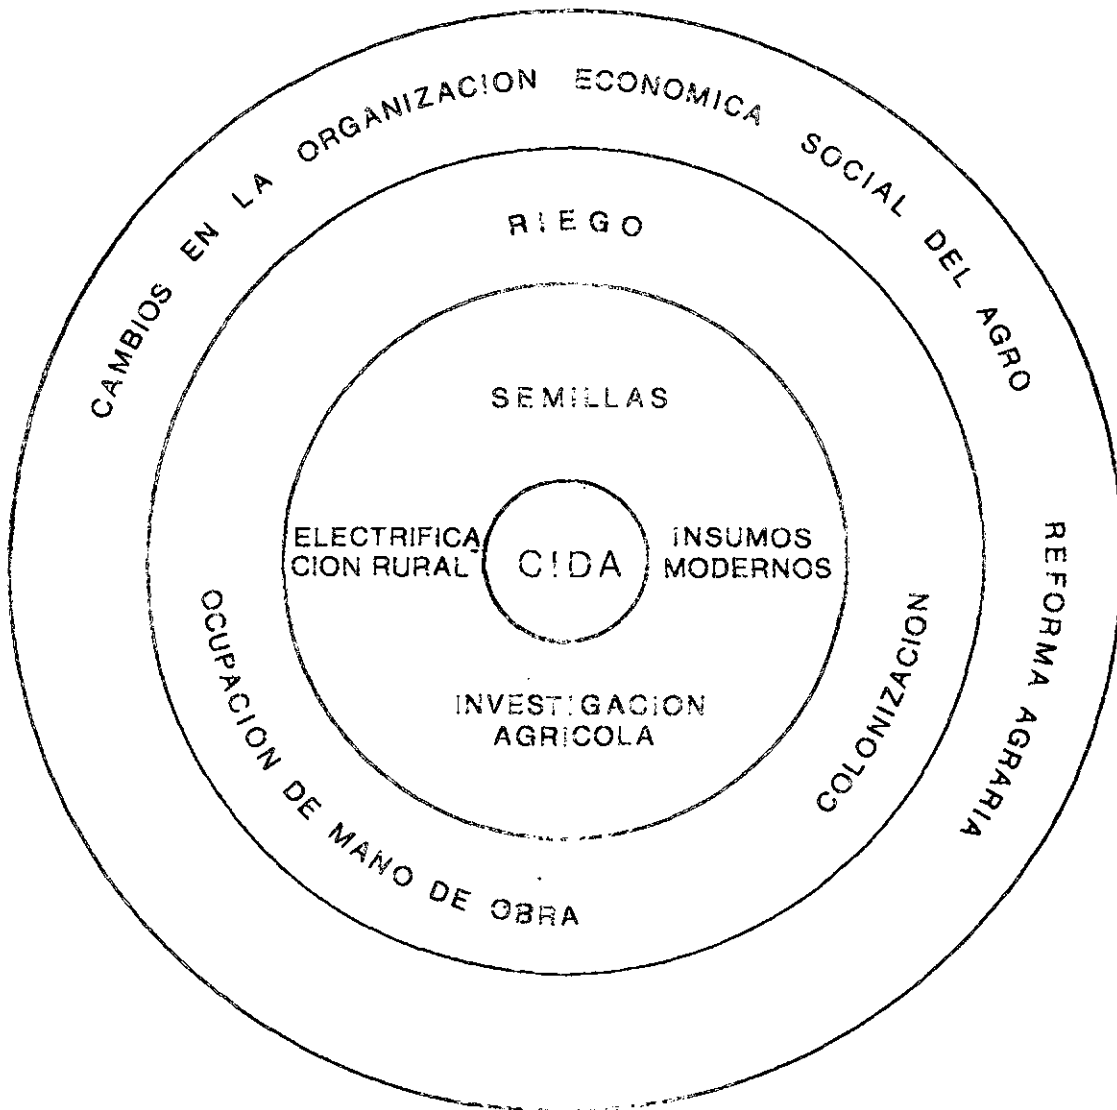 CAMBIOS EN LA ORGANIZACION ECONOMICA SOCIAL DEL AGRO
REFORMA AGRARIA
RIEGO
COLONIZACION
OCUPACION DE MANO DE OBRA
SEMILLAS
ELECTRIFICA
CION RURAL
CIDA
INSUMOS
MODERNOS
INVESTIGACION
AGRICOLA